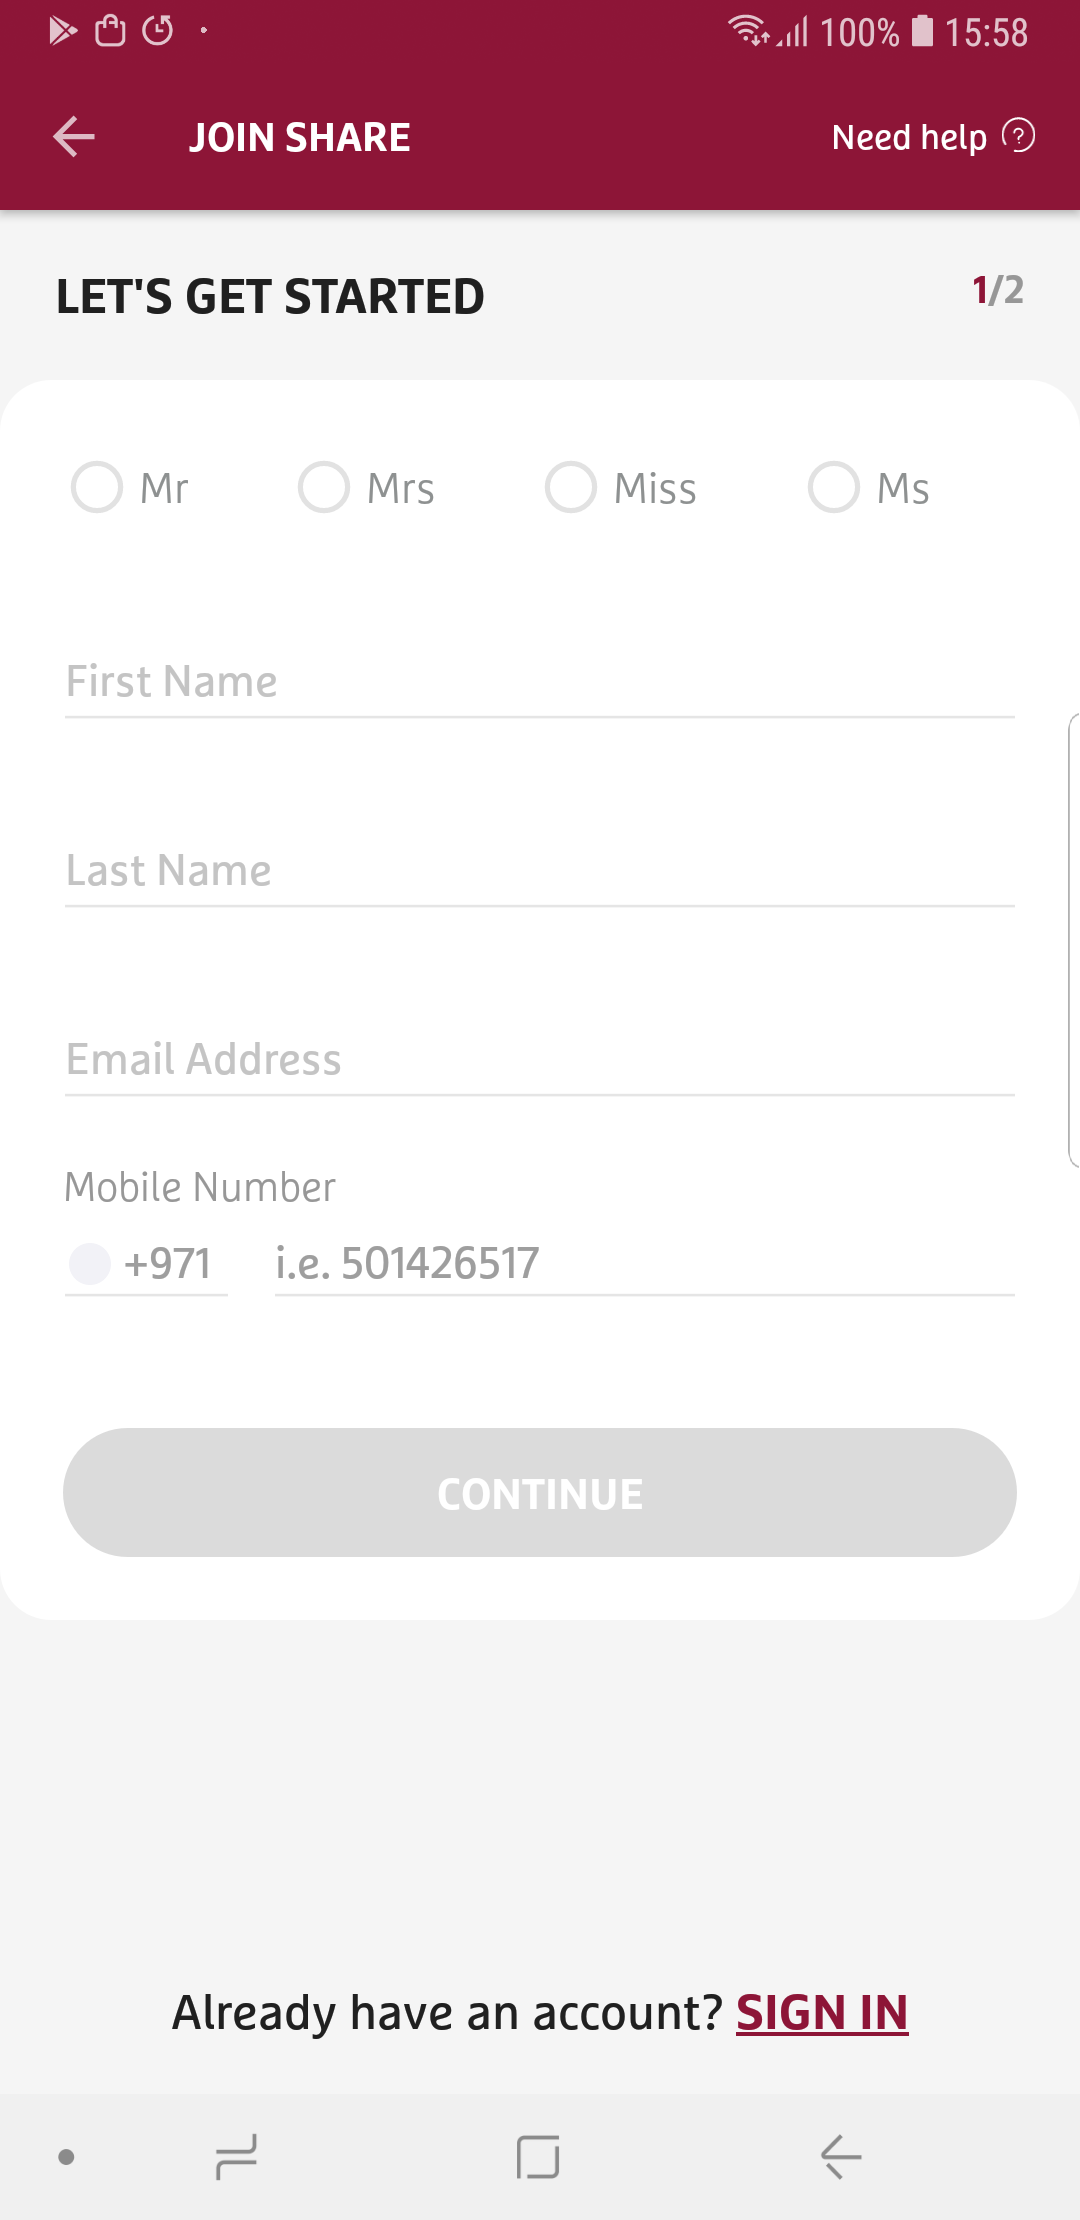 100% 15:58
JOIN SHARE Need help ?
LET'S GET STARTED 1/2
Mr Mrs Miss Ms
First Name
Last Name
Email Address
Mobile Number
+971 i.e. 501426517
CONTINUE
Already have an account? SIGN IN